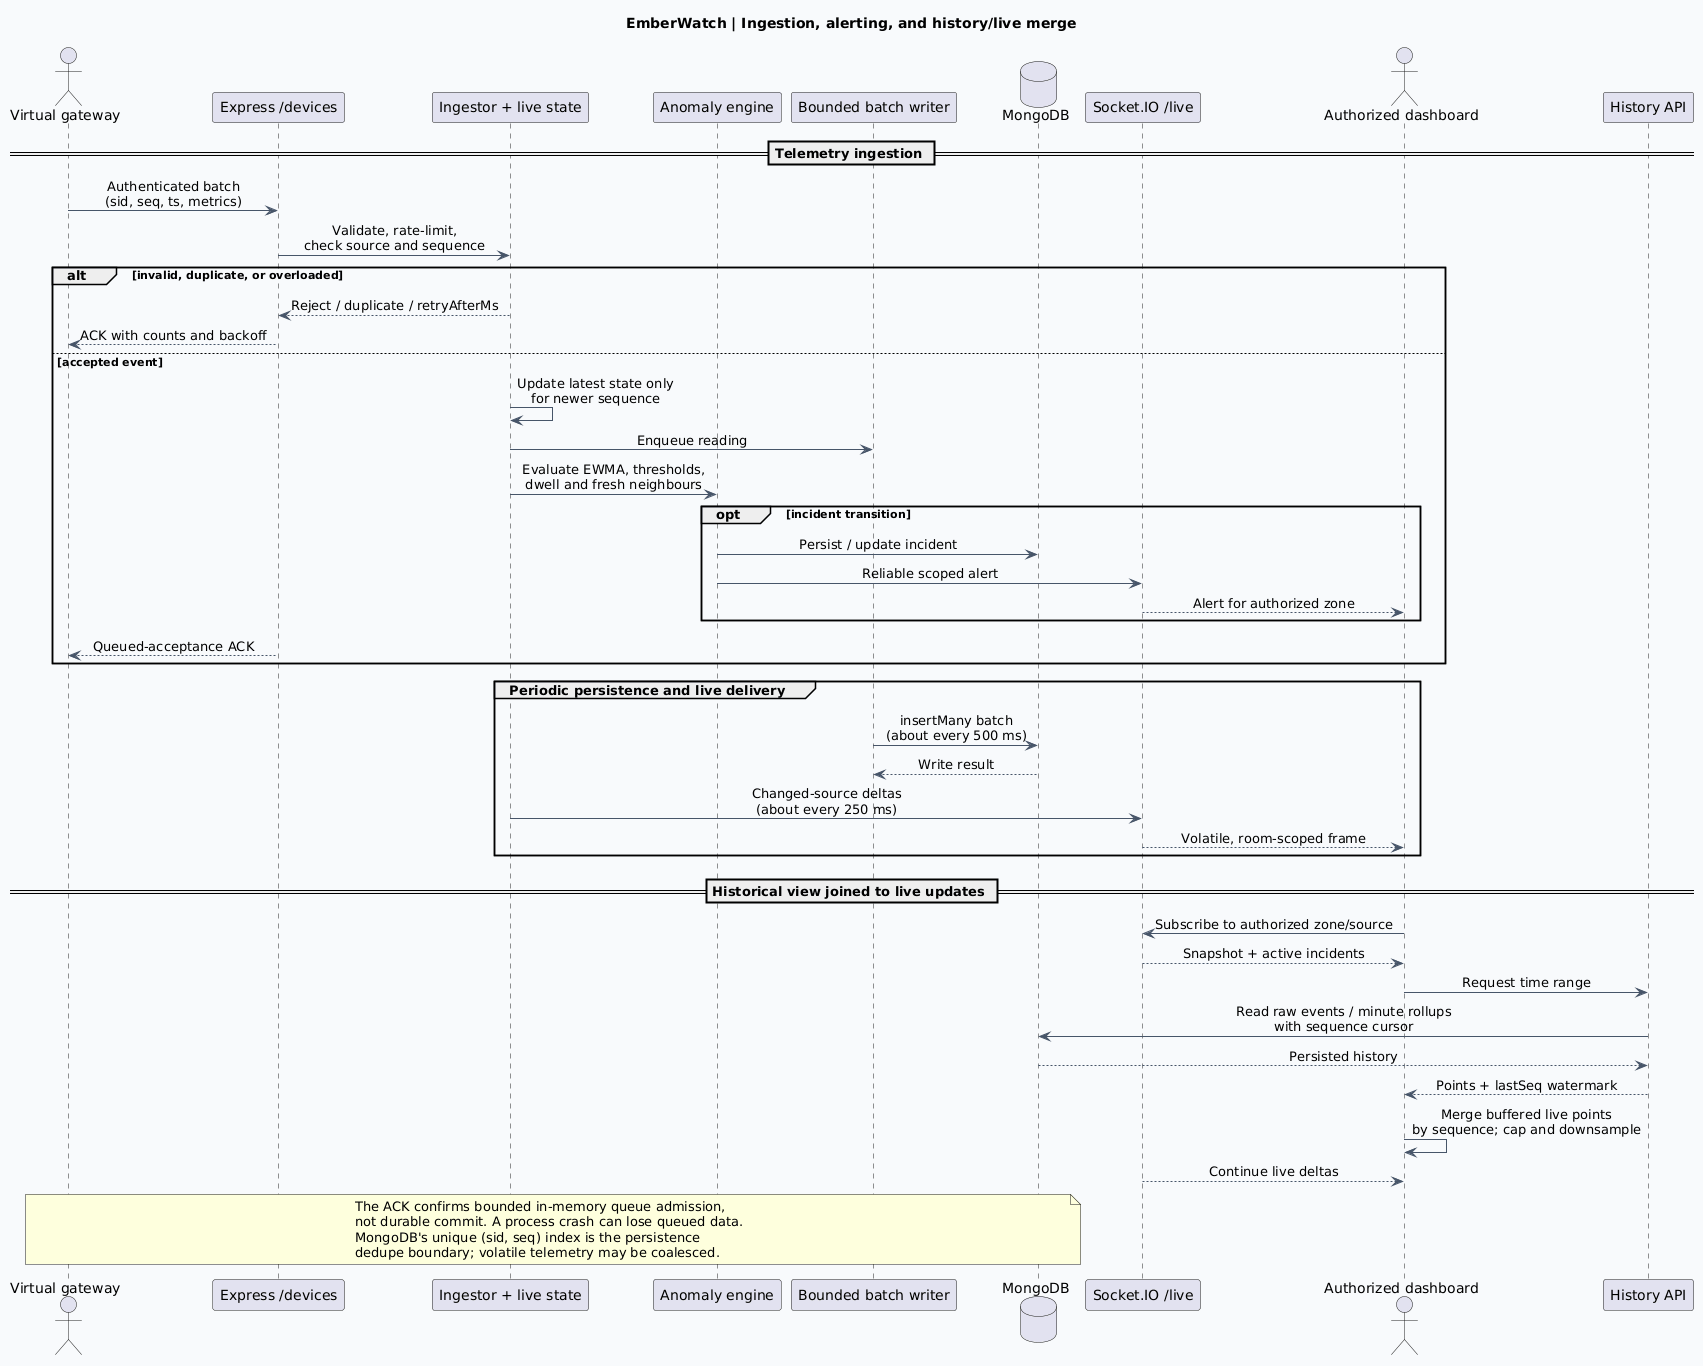 EmberWatch | Ingestion, alerting, and history/live merge
Virtual gateway
Express /devices
Ingestor + live state
Anomaly engine
Bounded batch writer
MongoDB
Socket.IO /live
Authorized dashboard
History API
Telemetry ingestion
Authenticated batch
(sid, seq, ts, metrics)
Validate, rate-limit,
check source and sequence
alt
[invalid, duplicate, or overloaded]
Reject / duplicate / retryAfterMs
ACK with counts and backoff
[accepted event]
Update latest state only
for newer sequence
Enqueue reading
Evaluate EWMA, thresholds,
dwell and fresh neighbours
opt
[incident transition]
Persist / update incident
Reliable scoped alert
Alert for authorized zone
Queued-acceptance ACK
Periodic persistence and live delivery
insertMany batch
(about every 500 ms)
Write result
Changed-source deltas
(about every 250 ms)
Volatile, room-scoped frame
Historical view joined to live updates
Subscribe to authorized zone/source
Snapshot + active incidents
Request time range
Read raw events / minute rollups
with sequence cursor
Persisted history
Points + lastSeq watermark
Merge buffered live points
by sequence; cap and downsample
Continue live deltas
The ACK confirms bounded in-memory queue admission,
not durable commit. A process crash can lose queued data.
MongoDB's unique (sid, seq) index is the persistence
dedupe boundary; volatile telemetry may be coalesced.
Virtual gateway
Express /devices
Ingestor + live state
Anomaly engine
Bounded batch writer
MongoDB
Socket.IO /live
Authorized dashboard
History API